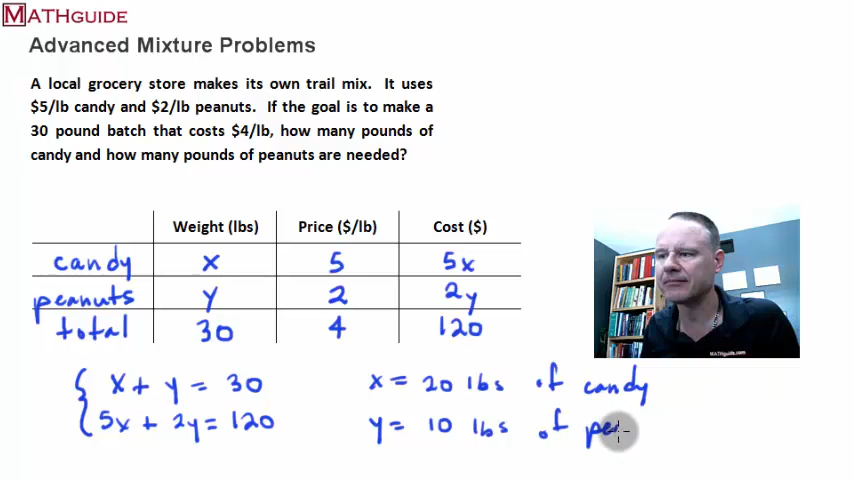 MATHGUIDE
Advanced Mixture Problems
A local grocery store makes its own trail mix. It uses
$5/lb candy and $2/lb peanuts. If the goal is to make a
30 pound batch that costs $4/lb, how many pounds of
candy and how many pounds of peanuts are needed?
Weight (lbs) Price ($/lb) Cost ($)
candy x 5 5x
peanuts y 2 2y
total 30 4 120
x + y = 30 x = 20 lbs of candy
5x + 2y = 120 y = 10 lbs of pe
MATHguide.com